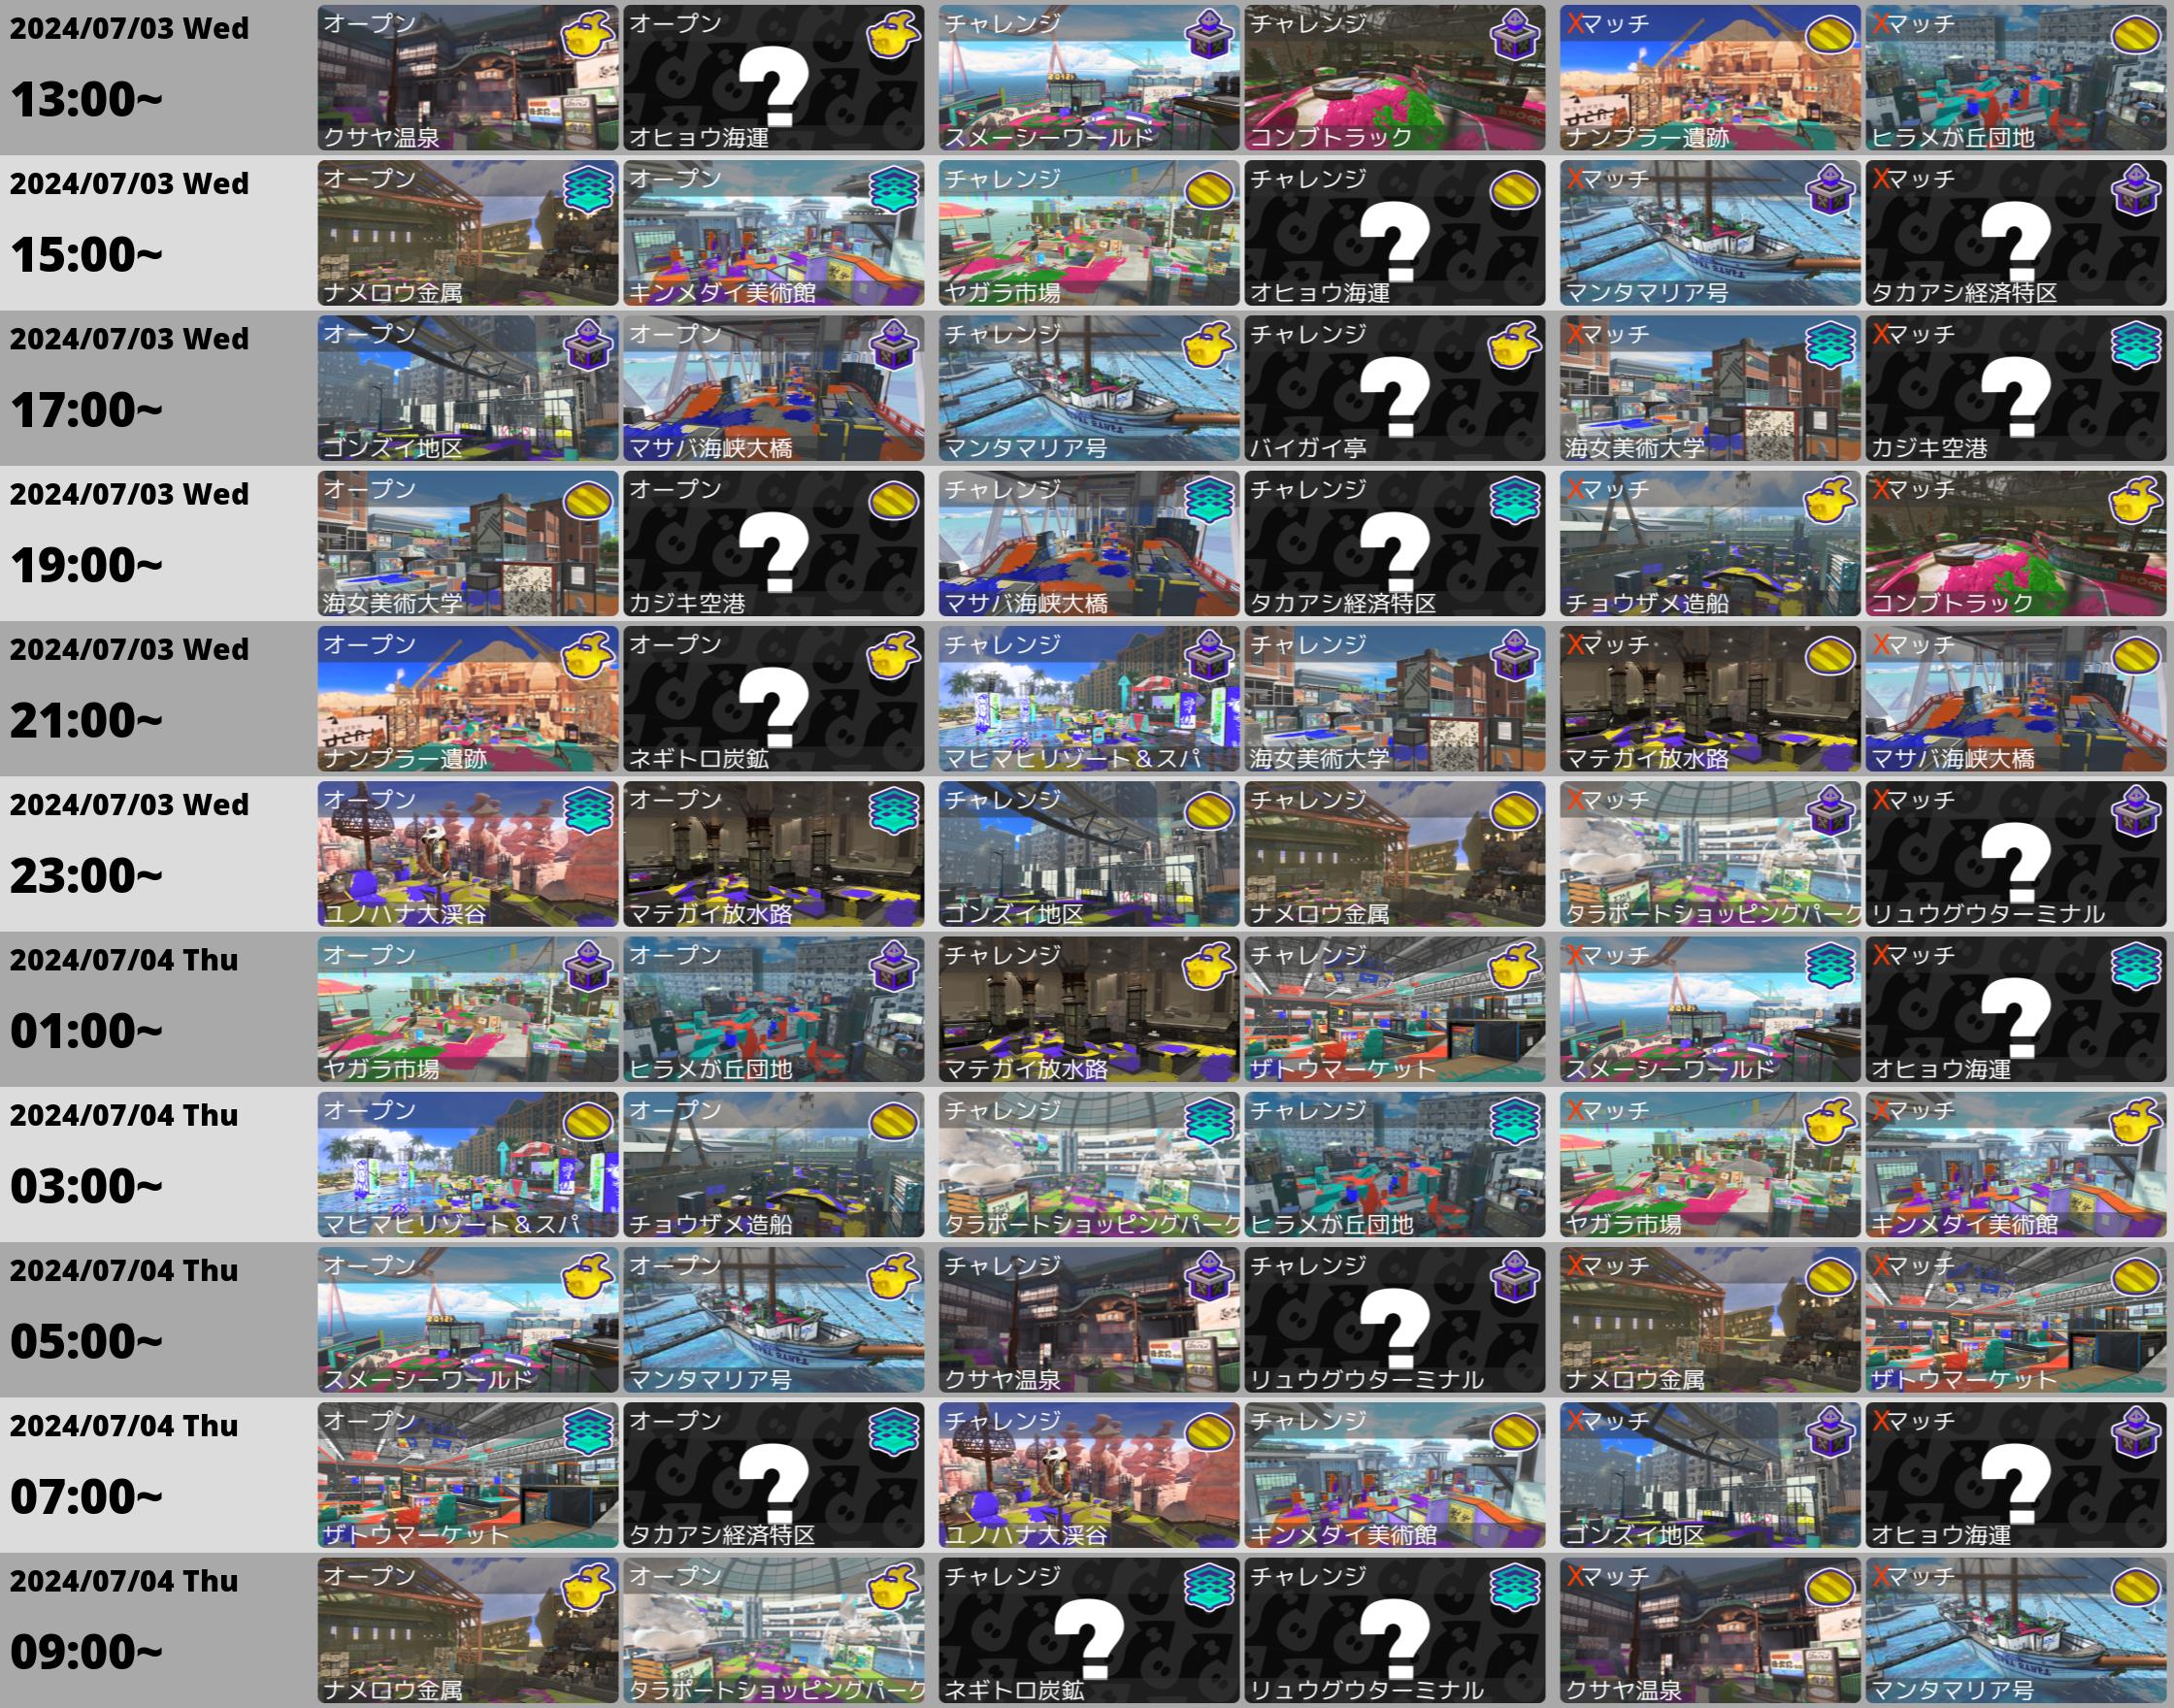 2024/07/03 Wed
13:00~
オープン
クサヤ温泉
オープン
オヒョウ海運
チャレンジ
スメーシーワールド
チャレンジ
コンブトラック
Xマッチ
ナンプラー遺跡
Xマッチ
ヒラメが丘団地
2024/07/03 Wed
15:00~
オープン
ナメロウ金属
オープン
キンメダイ美術館
チャレンジ
ヤガラ市場
チャレンジ
オヒョウ海運
Xマッチ
マンタマリア号
Xマッチ
タカアシ経済特区
2024/07/03 Wed
17:00~
オープン
ゴンズイ地区
オープン
マサバ海峡大橋
チャレンジ
マンタマリア号
チャレンジ
バイガイ亭
Xマッチ
海女美術大学
Xマッチ
カジキ空港
2024/07/03 Wed
19:00~
オープン
海女美術大学
オープン
カジキ空港
チャレンジ
マサバ海峡大橋
チャレンジ
タカアシ経済特区
Xマッチ
チョウザメ造船
Xマッチ
コンブトラック
2024/07/03 Wed
21:00~
オープン
ナンプラー遺跡
オープン
ネギトロ炭鉱
チャレンジ
マヒマヒリゾート＆スパ
チャレンジ
海女美術大学
Xマッチ
マテガイ放水路
Xマッチ
マサバ海峡大橋
2024/07/03 Wed
23:00~
オープン
ユノハナ大渓谷
オープン
マテガイ放水路
チャレンジ
ゴンズイ地区
チャレンジ
ナメロウ金属
Xマッチ
タラポートショッピングパーク
Xマッチ
リュウグウターミナル
2024/07/04 Thu
01:00~
オープン
ヤガラ市場
オープン
ヒラメが丘団地
チャレンジ
マテガイ放水路
チャレンジ
ザトウマーケット
Xマッチ
スメーシーワールド
Xマッチ
オヒョウ海運
2024/07/04 Thu
03:00~
オープン
マヒマヒリゾート＆スパ
オープン
チョウザメ造船
チャレンジ
タラポートショッピングパーク
チャレンジ
ヒラメが丘団地
Xマッチ
ヤガラ市場
Xマッチ
キンメダイ美術館
2024/07/04 Thu
05:00~
オープン
スメーシーワールド
オープン
マンタマリア号
チャレンジ
クサヤ温泉
チャレンジ
リュウグウターミナル
Xマッチ
ナメロウ金属
Xマッチ
ザトウマーケット
2024/07/04 Thu
07:00~
オープン
ザトウマーケット
オープン
タカアシ経済特区
チャレンジ
ユノハナ大渓谷
チャレンジ
キンメダイ美術館
Xマッチ
ゴンズイ地区
Xマッチ
オヒョウ海運
2024/07/04 Thu
09:00~
オープン
ナメロウ金属
オープン
タラポートショッピングパーク
チャレンジ
ネギトロ炭鉱
チャレンジ
リュウグウターミナル
Xマッチ
クサヤ温泉
Xマッチ
マンタマリア号